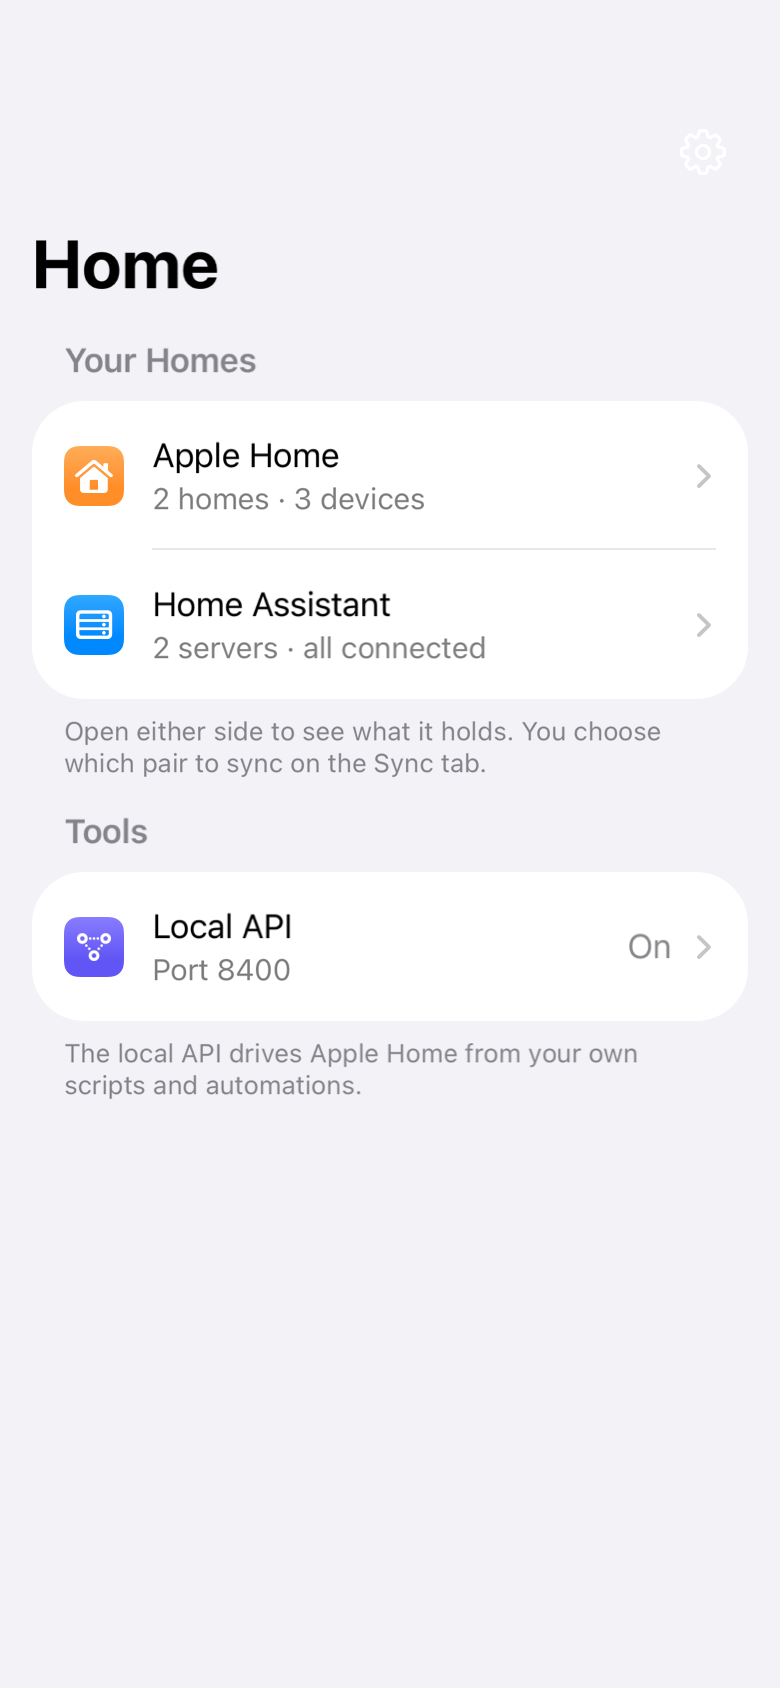 Home
Your Homes
Apple Home
2 homes · 3 devices
Home Assistant
2 servers · all connected
Open either side to see what it holds. You choose
which pair to sync on the Sync tab.
Tools
Local API
Port 8400
On
The local API drives Apple Home from your own
scripts and automations.